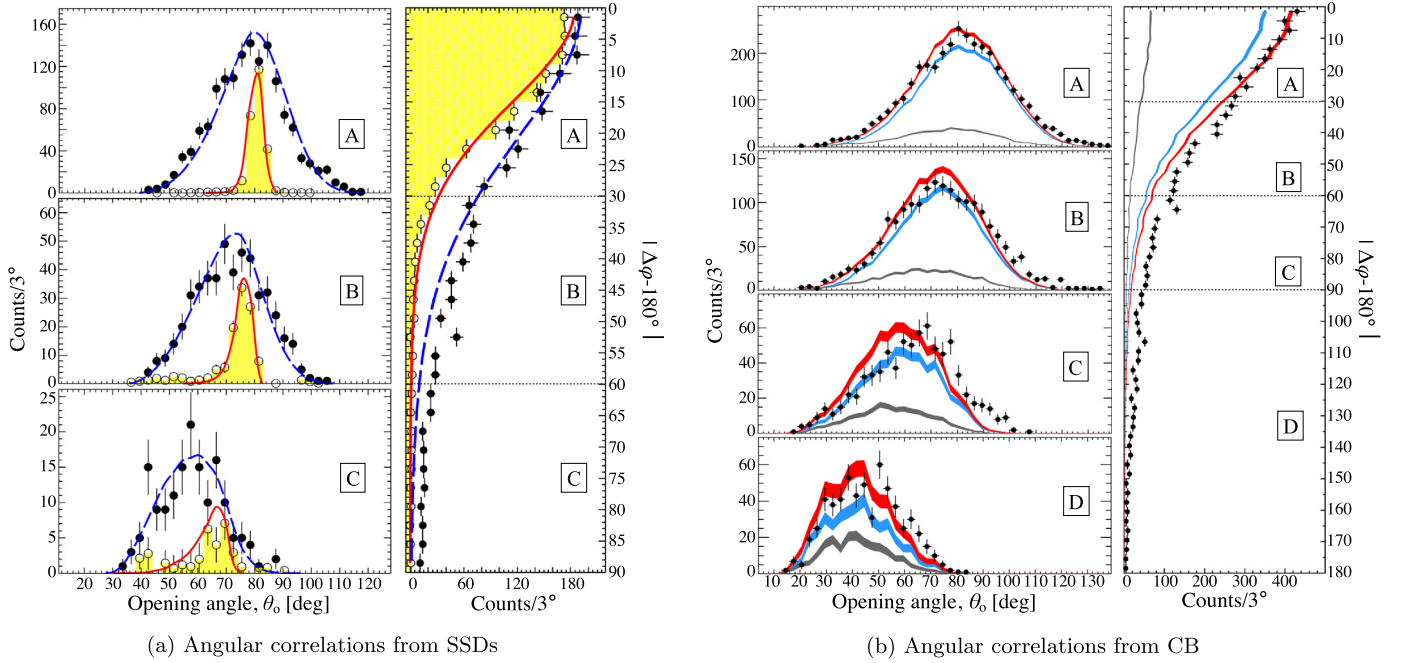 160
120
80
40
0
A
60
50
40
30
20
10
0
B
25
20
15
10
5
0
C
Counts/3°
20 40 60 80 100 120
Opening angle, θo [deg]
0
5
10
15
20
25
30
35
40
45
50
55
60
65
70
75
80
85
90
A
B
C
| Δφ-180° |
0 60 120 180
Counts/3°
(a) Angular correlations from SSDs
200
100
0
A
150
100
50
0
B
60
40
20
0
C
60
40
20
0
D
Counts/3°
10 20 30 40 50 60 70 80 90 100 110 120 130
Opening angle, θo [deg]
0
10
20
30
40
50
60
70
80
90
100
110
120
130
140
150
160
170
180
A
B
C
D
| Δφ-180° |
0 100 200 300 400
Counts/3°
(b) Angular correlations from CB